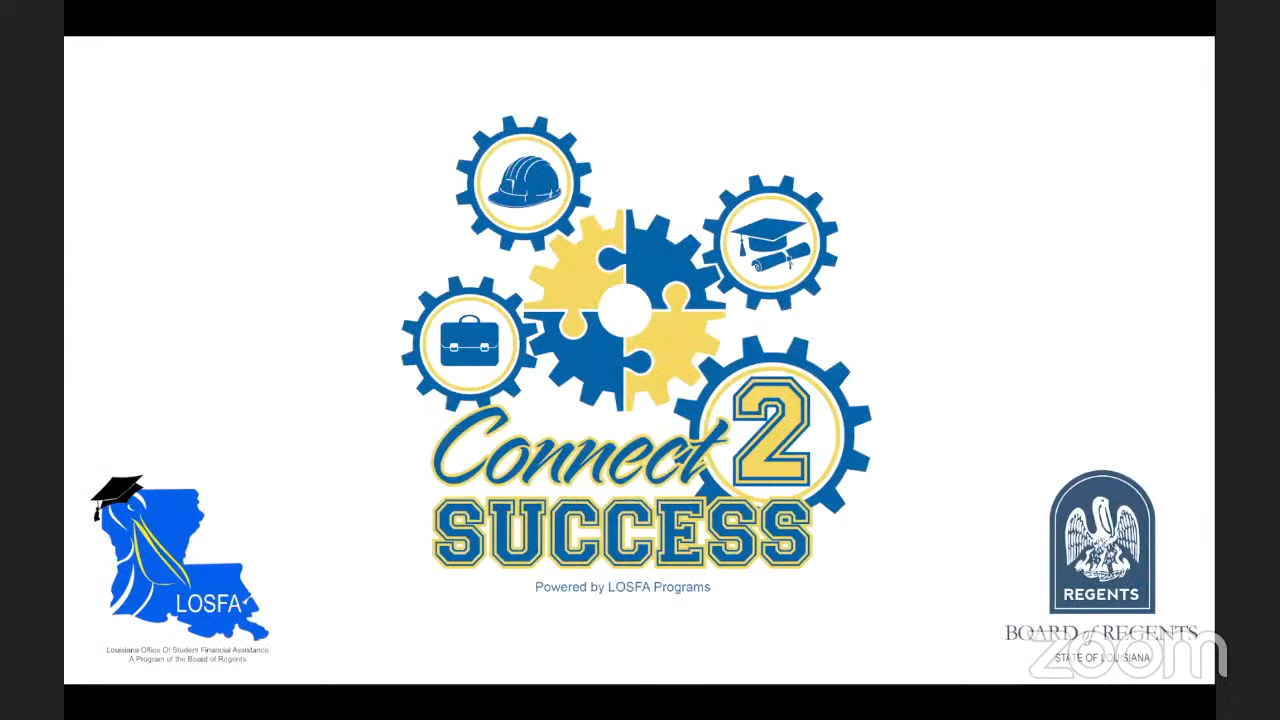 Connect 2
SUCCESS
Powered by LOSFA Programs
LOSFA
Louisiana Office Of Student Financial Assistance
A Program of the Board of Regents
REGENTS
BOARD of REGENTS
STATE OF LOUISIANA
zoom